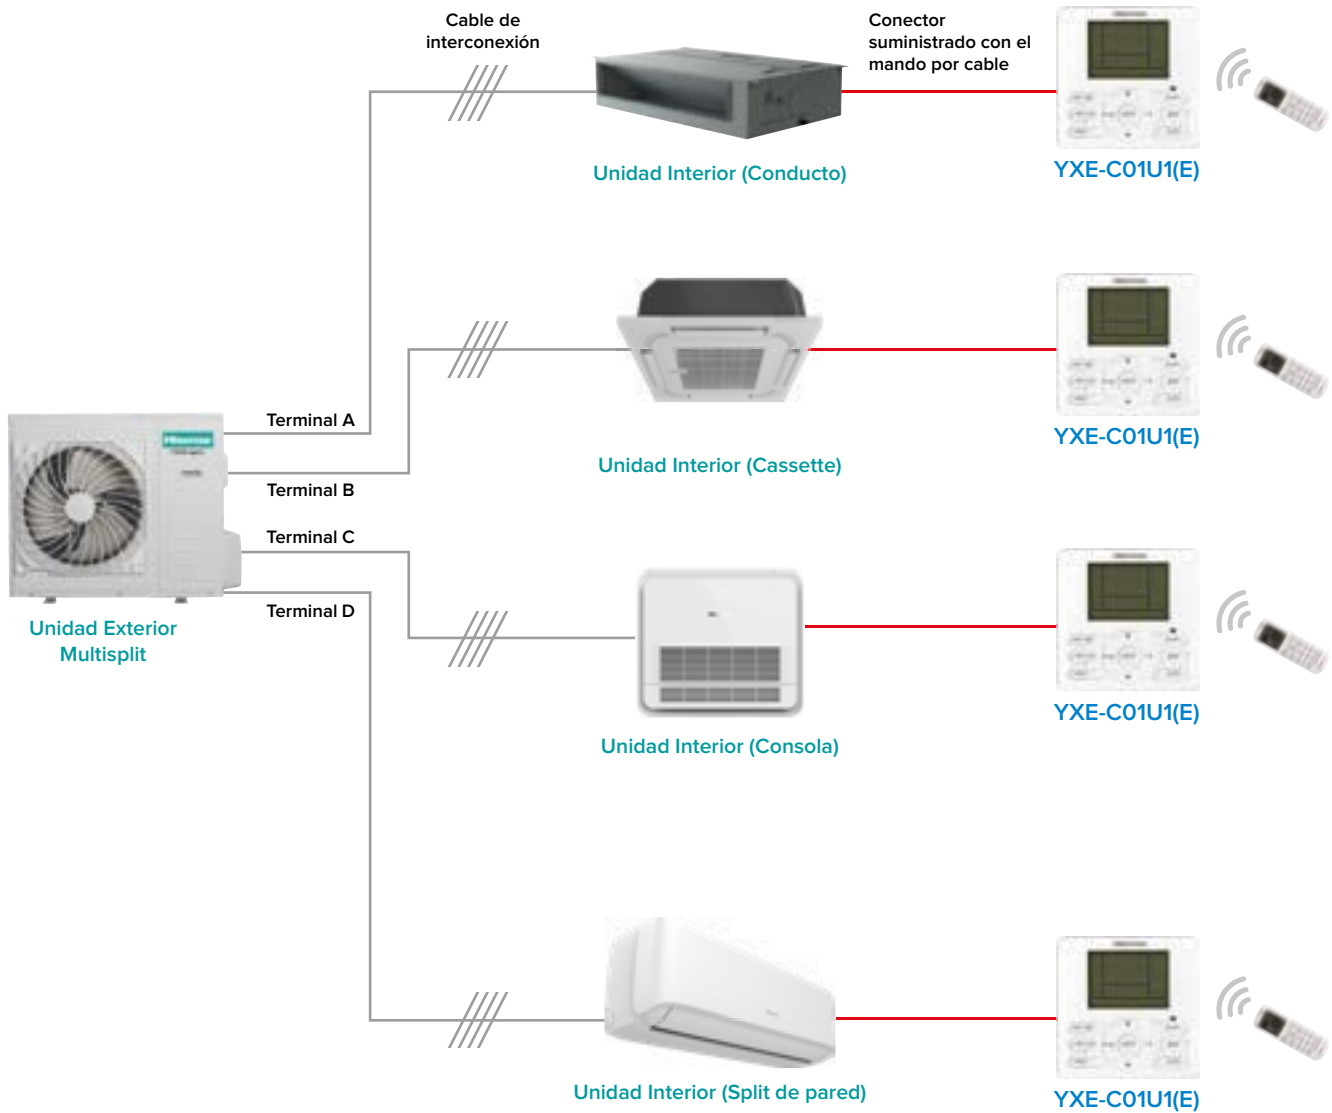 Cable de
interconexión
Conector
suministrado con el
mando por cable
Unidad Interior (Conducto)
YXE-C01U1(E)
Unidad Interior (Cassette)
YXE-C01U1(E)
Hisense
Terminal A
Terminal B
Terminal C
Terminal D
Unidad Exterior
Multisplit
Unidad Interior (Consola)
YXE-C01U1(E)
Unidad Interior (Split de pared)
YXE-C01U1(E)